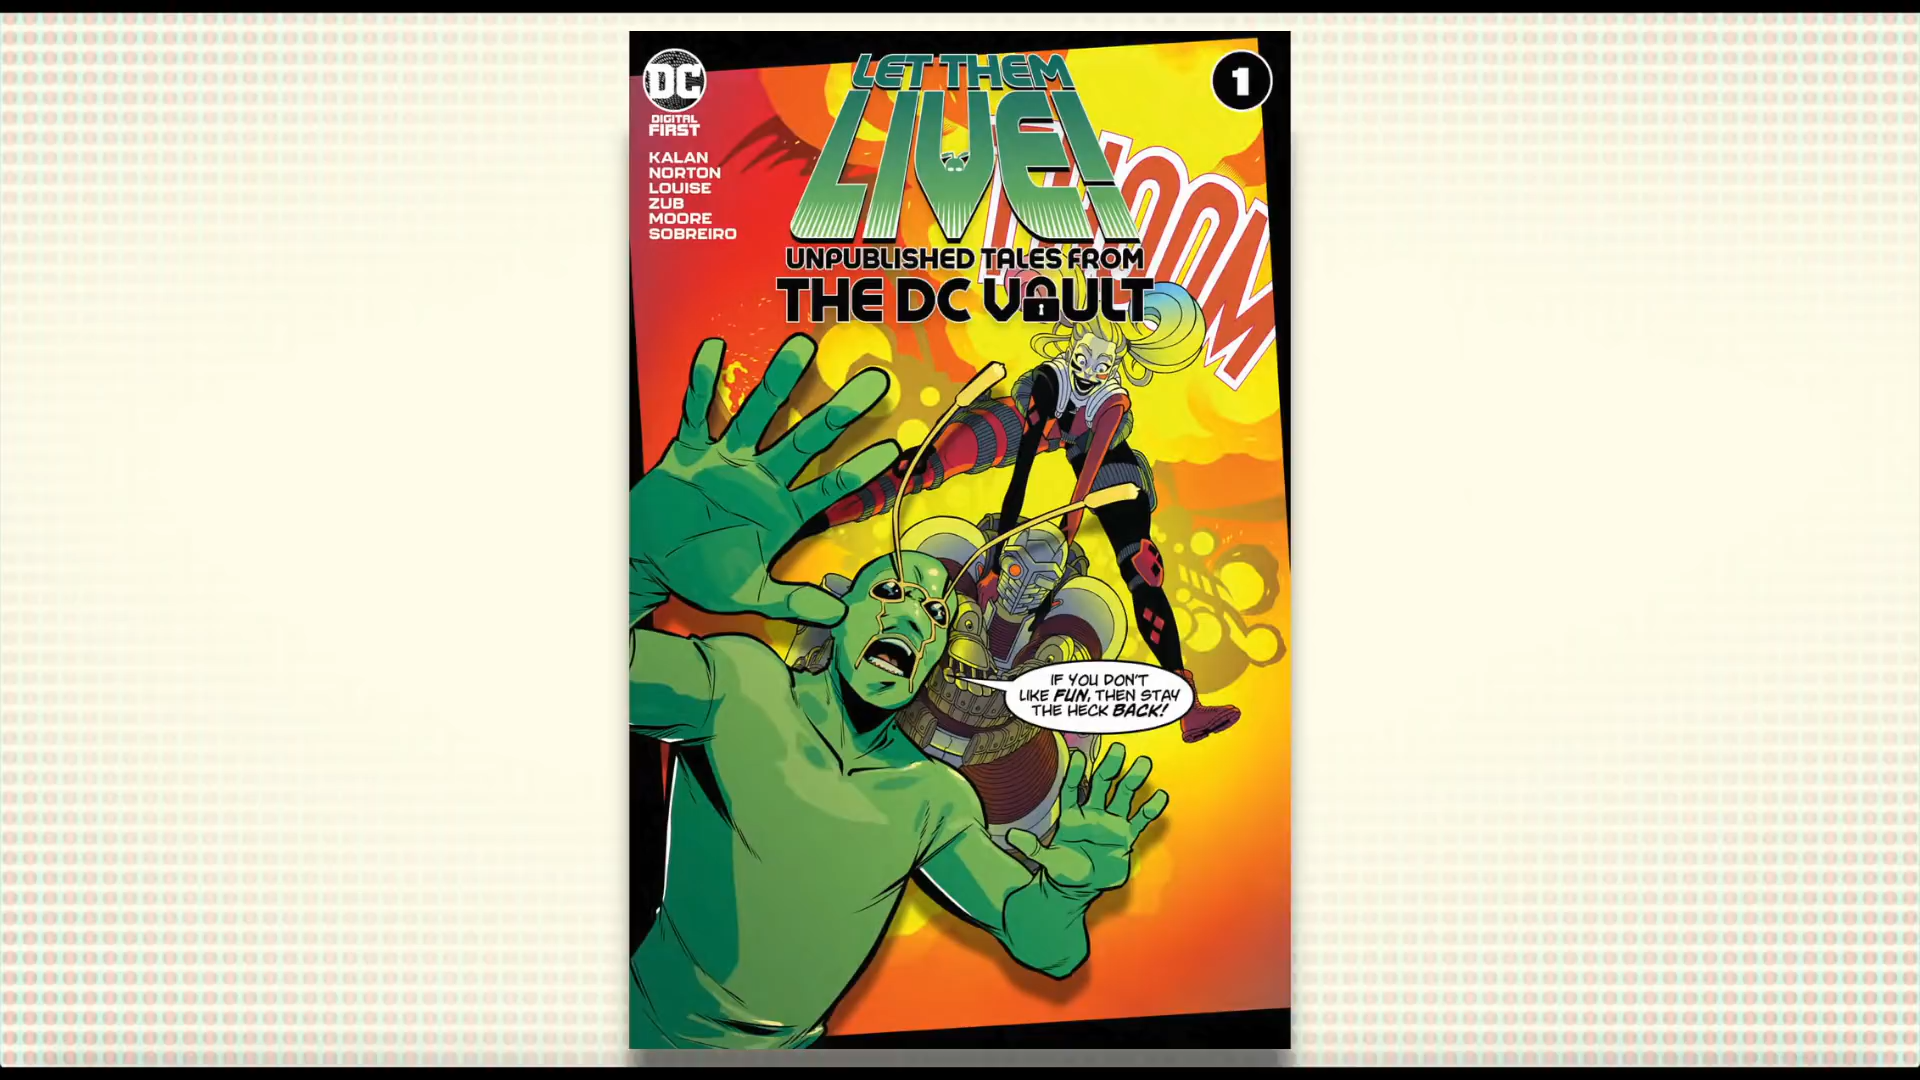 DC
DIGITAL
FIRST
KALAN
NORTON
LOUISE
ZUB
MOORE
SOBREIRO
LET THEM
LIVE!
1
UNPUBLISHED TALES FROM
THE DC VAULT
IF YOU DON'T
LIKE FUN, THEN STAY
THE HECK BACK!